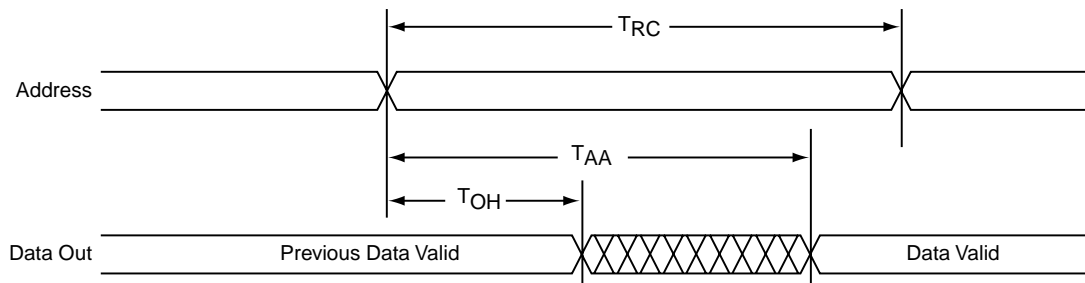 TRC
Address
TAA
TOH
Data Out Previous Data Valid Data Valid